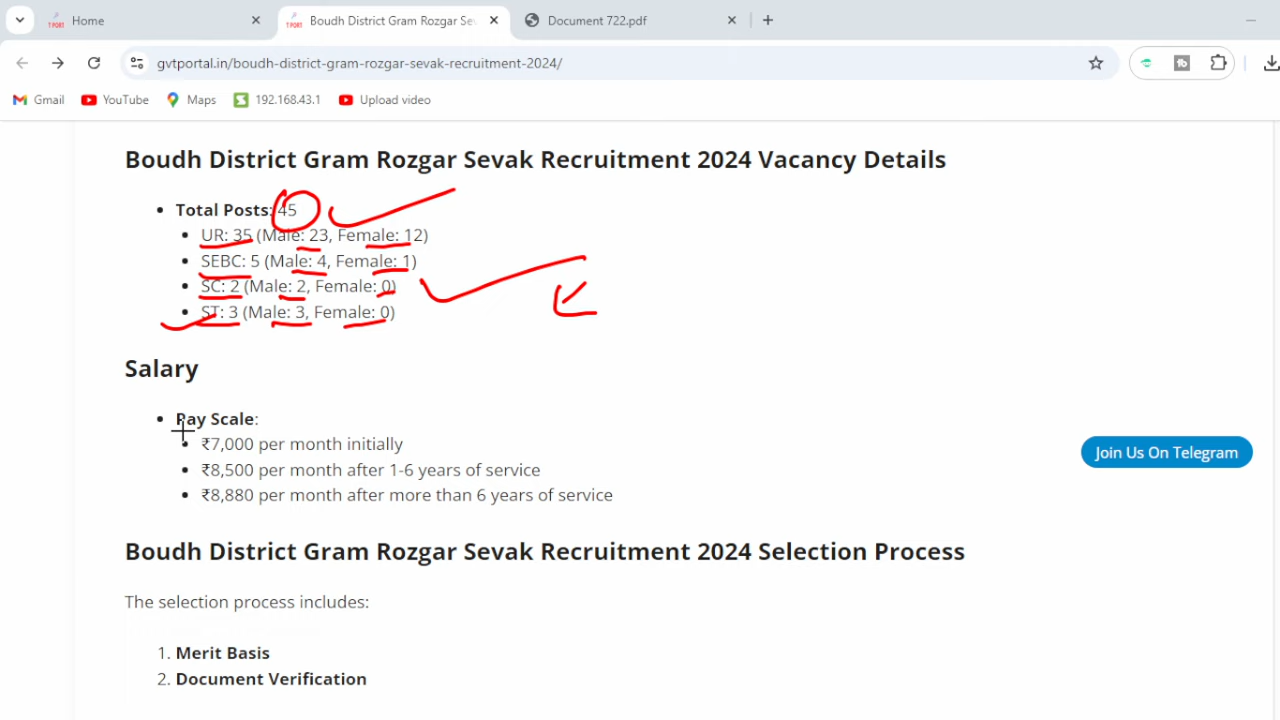 Home
Boudh District Gram Rozgar Se
Document 722.pdf
gvtportal.in/boudh-district-gram-rozgar-sevak-recruitment-2024/
Gmail
YouTube
Maps
192.168.43.1
Upload video
Boudh District Gram Rozgar Sevak Recruitment 2024 Vacancy Details
Total Posts: 45
UR: 35 (Male: 23, Female: 12)
SEBC: 5 (Male: 4, Female: 1)
SC: 2 (Male: 2, Female: 0)
ST: 3 (Male: 3, Female: 0)
Salary
Pay Scale:
₹7,000 per month initially
₹8,500 per month after 1-6 years of service
₹8,880 per month after more than 6 years of service
Join Us On Telegram
Boudh District Gram Rozgar Sevak Recruitment 2024 Selection Process
The selection process includes:
1. Merit Basis
2. Document Verification